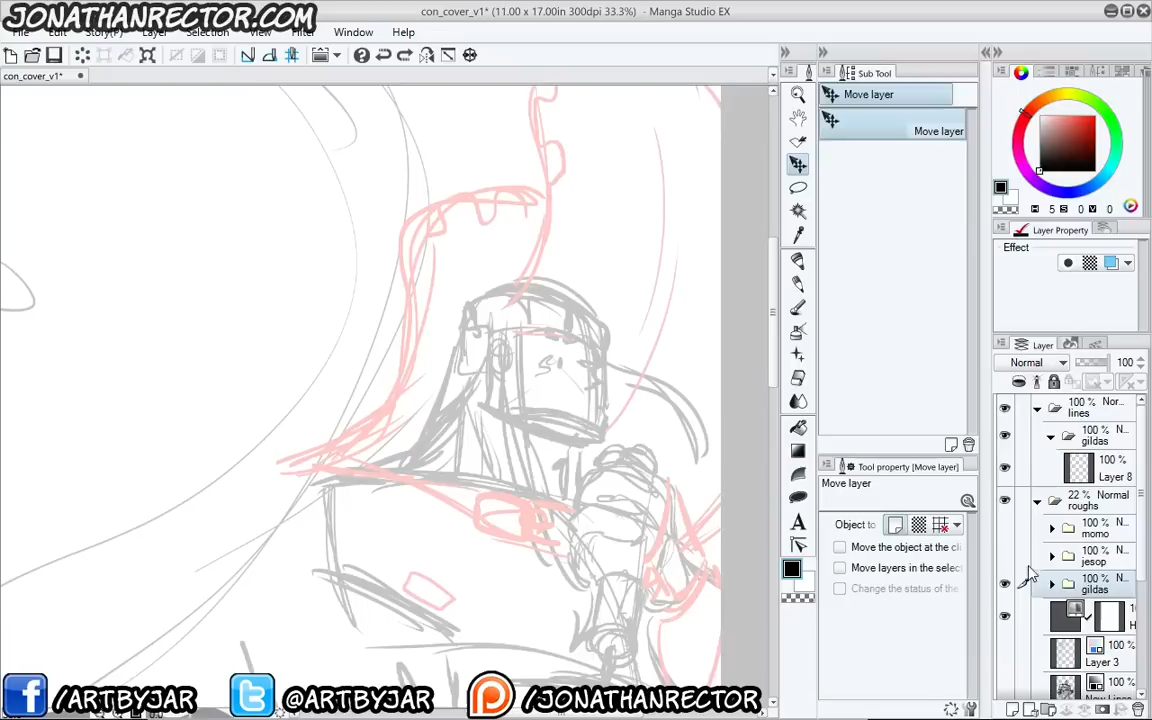 JONATHANRECTOR.COM
con_cover_v1* (11.00 x 17.00in 300dpi 33.3%) - Manga Studio EX
File Edit Story(P) Layer Selection View Filter Window Help
con_cover_v1*
Sub Tool
Move layer
Move layer
5 0 0
Layer Property
Effect
Layer
Normal 100
100 % Nor...
lines
100 % N...
gildas
100 %
Layer 8
22 % Normal
roughs
100 % N...
momo
100 % N...
jesop
100 % N...
gildas
100 %
Layer 3
Tool property [Move layer]
Move layer
Object to
Move the object at the cli
Move layers in the selec
Change the status of the
/ARTBYJAR
@ARTBYJAR
/JONATHANRECTOR